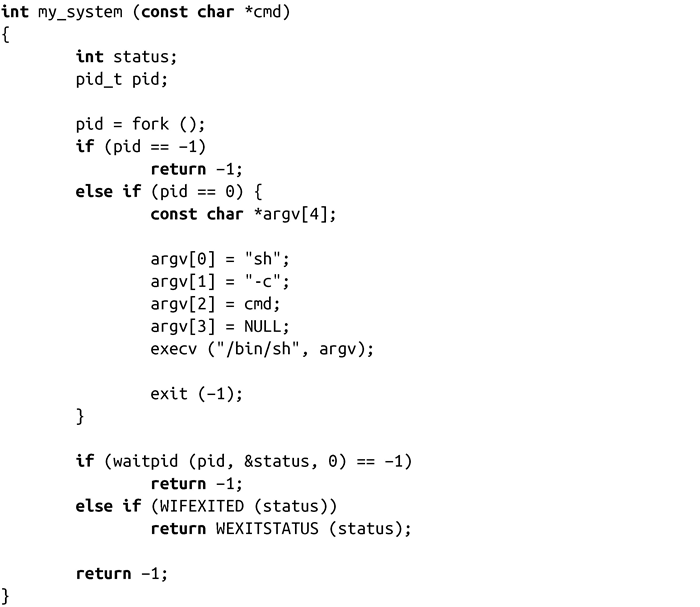 int my_system (const char *cmd)
{
        int status;
        pid_t pid;

        pid = fork ();
        if (pid == –1)
                return –1;
        else if (pid == 0) {
                const char *argv[4];

                argv[0] = "sh";
                argv[1] = "-c";
                argv[2] = cmd;
                argv[3] = NULL;
                execv ("/bin/sh", argv);

                exit (–1);
        }

        if (waitpid (pid, &status, 0) == –1)
                return –1;
        else if (WIFEXITED (status))
                return WEXITSTATUS (status);

        return –1;
}